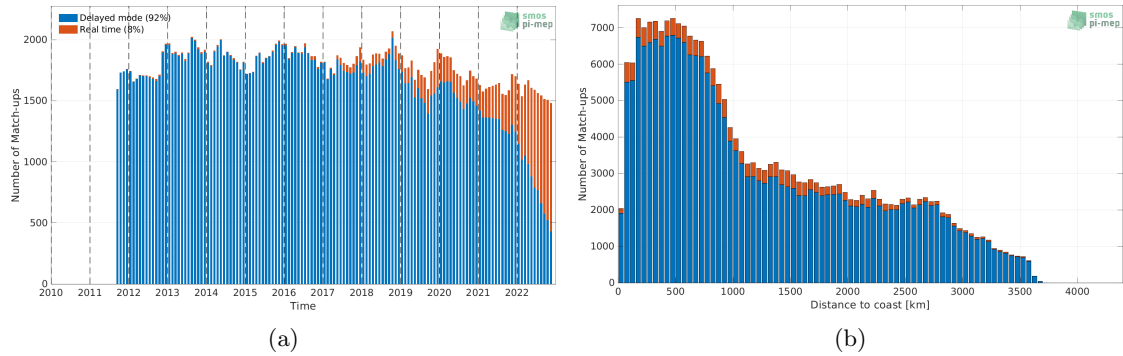 Delayed mode (92%)
Real time (8%)
smos
pi-mep
2000
1500
1000
500
0
Number of Match-ups
2010 2011 2012 2013 2014 2015 2016 2017 2018 2019 2020 2021 2022
Time
(a)
smos
pi-mep
7000
6000
5000
4000
3000
2000
1000
0
Number of Match-ups
0 500 1000 1500 2000 2500 3000 3500 4000
Distance to coast [km]
(b)